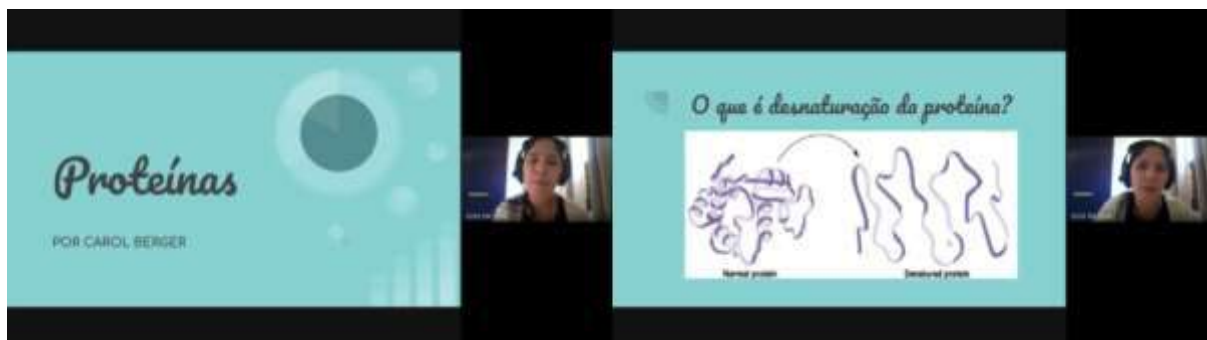 Proteínas
POR CAROL BERGER
O que é desnaturação da proteína?
Normal protein
Denatured protein